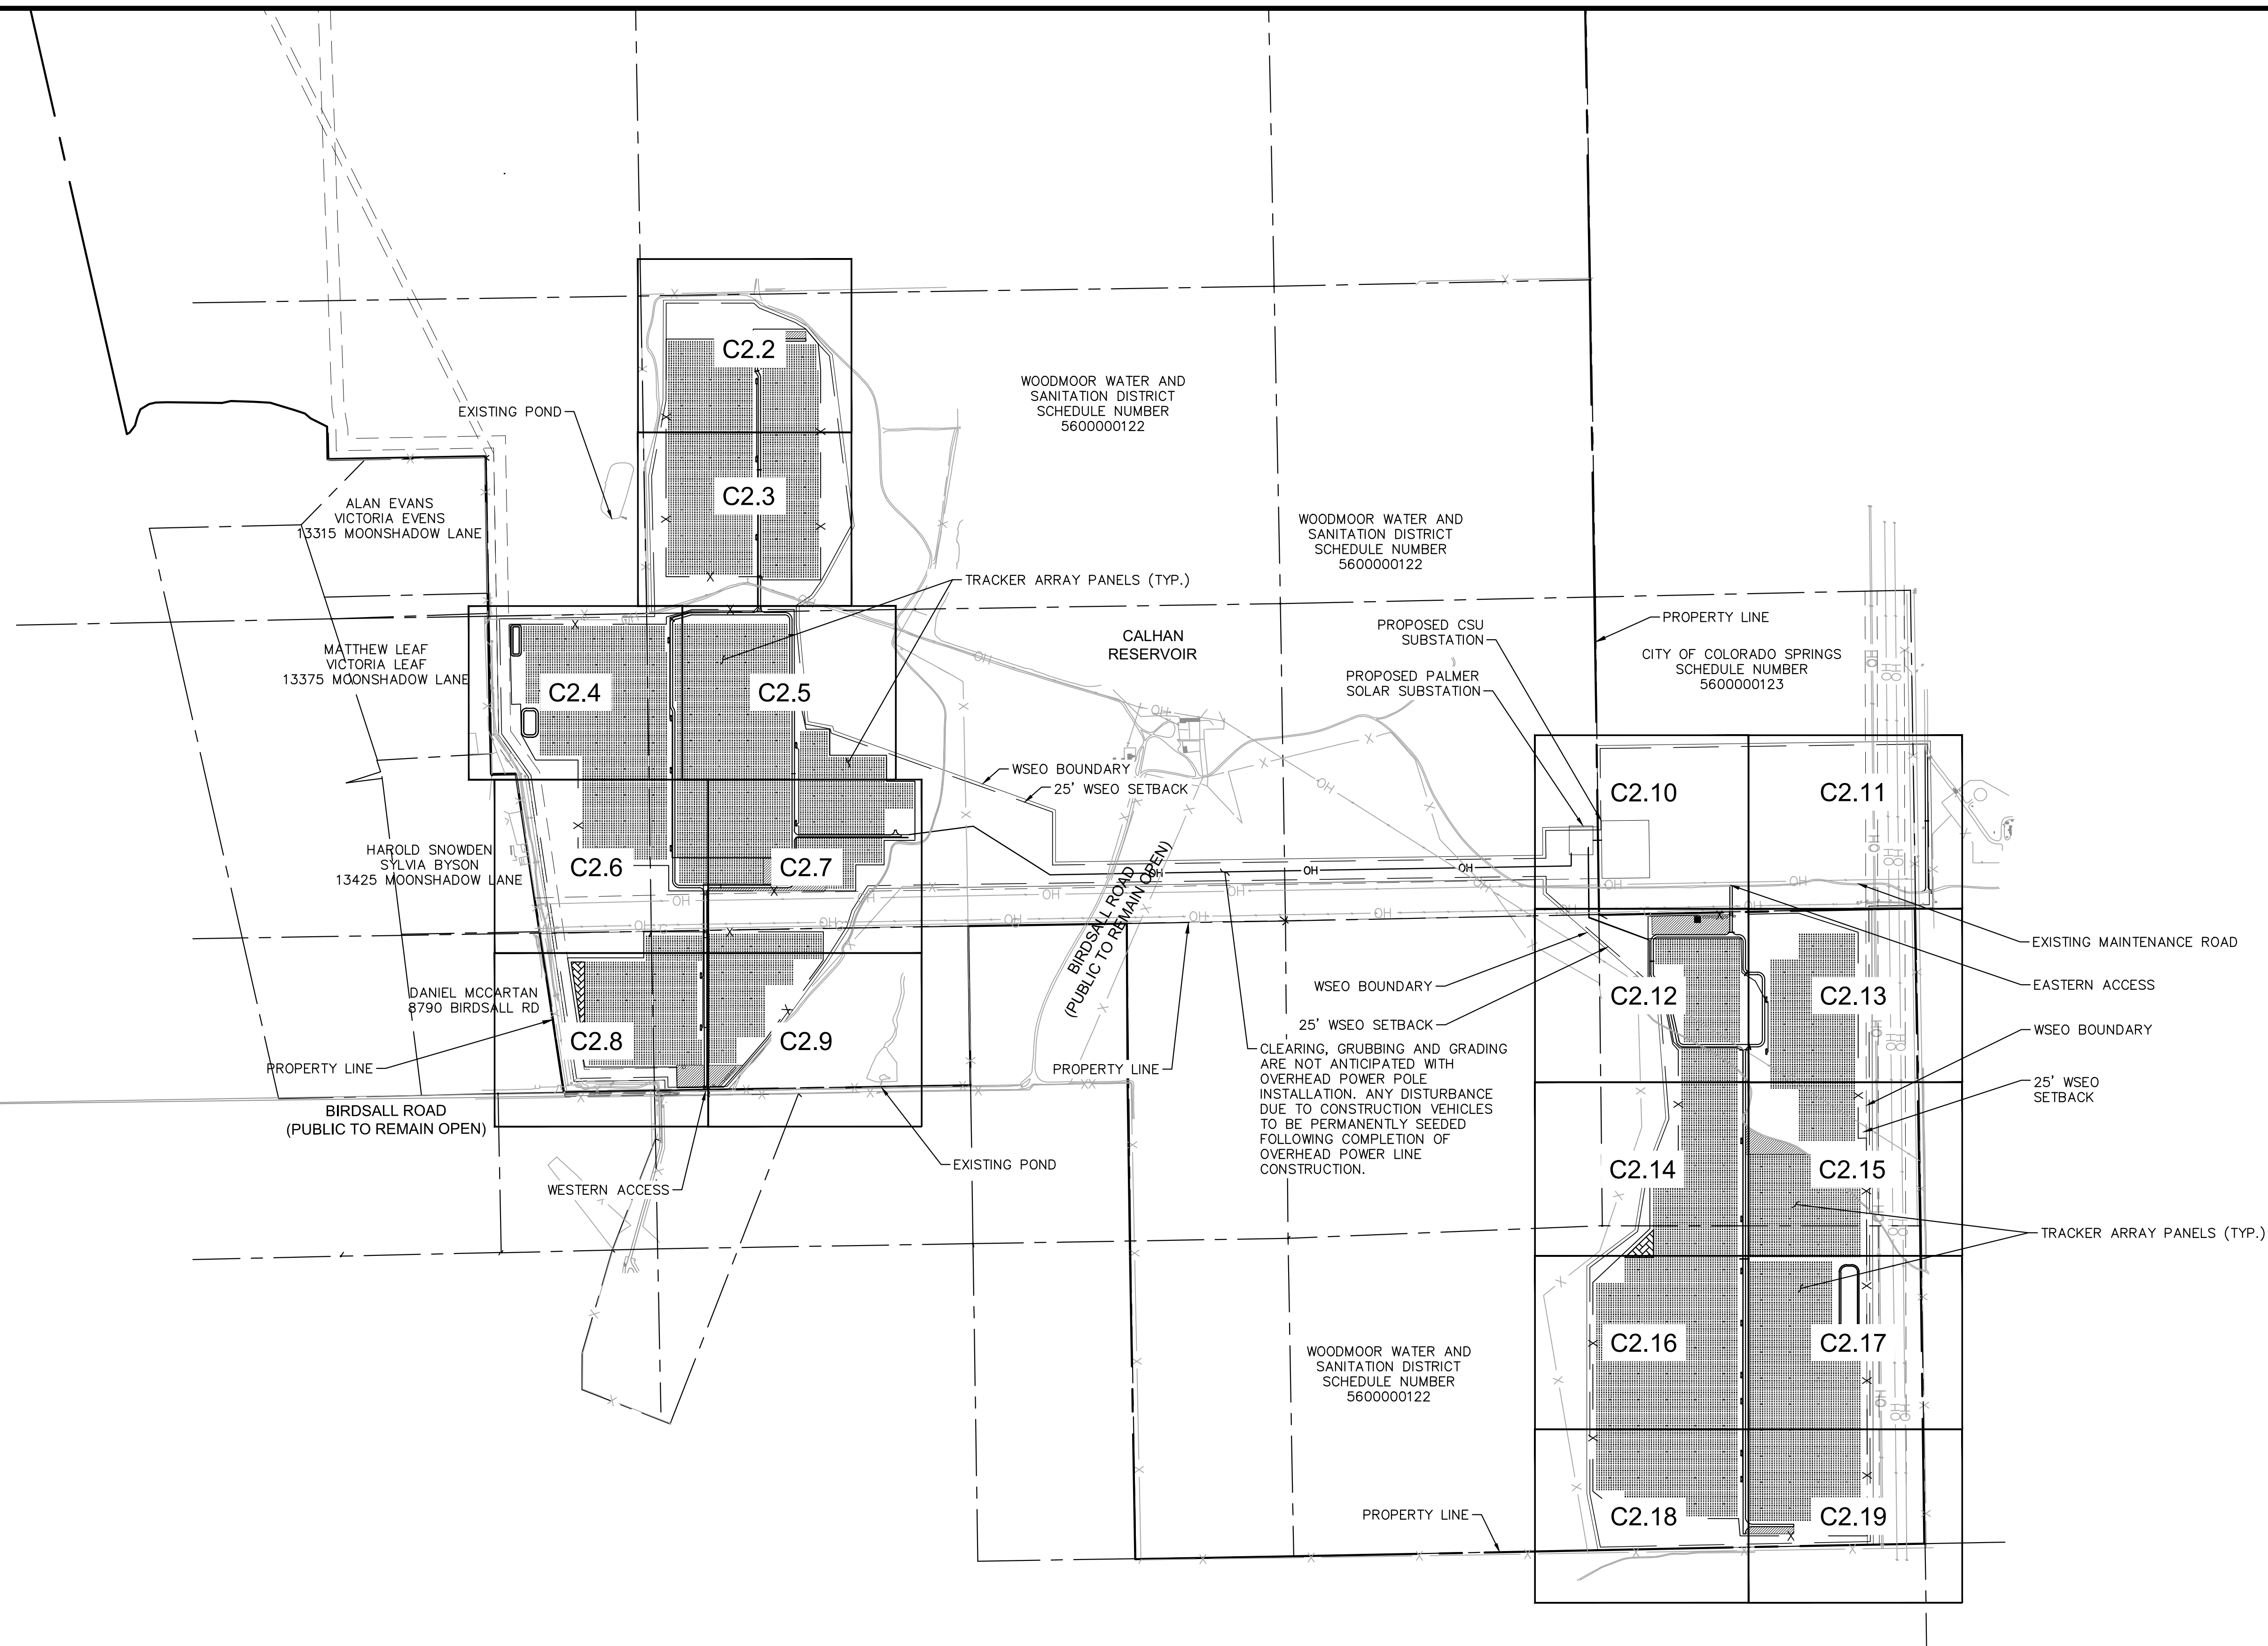 C2.2
WOODMOOR WATER AND
SANITATION DISTRICT
SCHEDULE NUMBER
5600000122
EXISTING POND
C2.3
ALAN EVANS
VICTORIA EVENS
13315 MOONSHADOW LANE
WOODMOOR WATER AND
SANITATION DISTRICT
SCHEDULE NUMBER
5600000122
TRACKER ARRAY PANELS (TYP.)
PROPERTY LINE
PROPOSED CSU
SUBSTATION
CALHAN
RESERVOIR
MATTHEW LEAF
VICTORIA LEAF
13375 MOONSHADOW LANE
CITY OF COLORADO SPRINGS
SCHEDULE NUMBER
5600000123
PROPOSED PALMER
SOLAR SUBSTATION
C2.4
C2.5
WSEO BOUNDARY
25' WSEO SETBACK
C2.10
C2.11
HAROLD SNOWDEN
SYLVIA BYSON
13425 MOONSHADOW LANE
C2.6
C2.7
BIRDSALL ROAD
(PUBLIC TO REMAIN OPEN)
EXISTING MAINTENANCE ROAD
EASTERN ACCESS
WSEO BOUNDARY
25' WSEO SETBACK
C2.12
C2.13
DANIEL MCCARTAN
8790 BIRDSALL RD
WSEO BOUNDARY
C2.8
C2.9
PROPERTY LINE
PROPERTY LINE
CLEARING, GRUBBING AND GRADING
ARE NOT ANTICIPATED WITH
OVERHEAD POWER POLE
INSTALLATION. ANY DISTURBANCE
DUE TO CONSTRUCTION VEHICLES
TO BE PERMANENTLY SEEDED
FOLLOWING COMPLETION OF
OVERHEAD POWER LINE
CONSTRUCTION.
25' WSEO
SETBACK
BIRDSALL ROAD
(PUBLIC TO REMAIN OPEN)
EXISTING POND
WESTERN ACCESS
C2.14
C2.15
TRACKER ARRAY PANELS (TYP.)
C2.16
C2.17
WOODMOOR WATER AND
SANITATION DISTRICT
SCHEDULE NUMBER
5600000122
PROPERTY LINE
C2.18
C2.19
OH
OH
OH